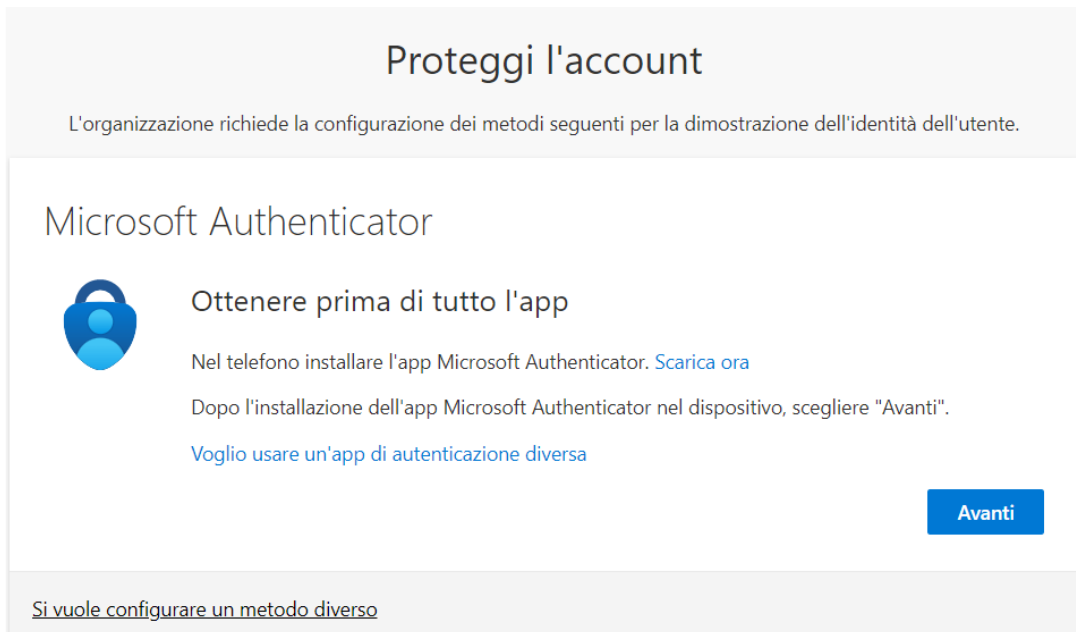 Proteggi l'account
L'organizzazione richiede la configurazione dei metodi seguenti per la dimostrazione dell'identità dell'utente.
Microsoft Authenticator
Ottenere prima di tutto l'app
Nel telefono installare l'app Microsoft Authenticator. Scarica ora
Dopo l'installazione dell'app Microsoft Authenticator nel dispositivo, scegliere "Avanti".
Voglio usare un'app di autenticazione diversa
Avanti
Si vuole configurare un metodo diverso